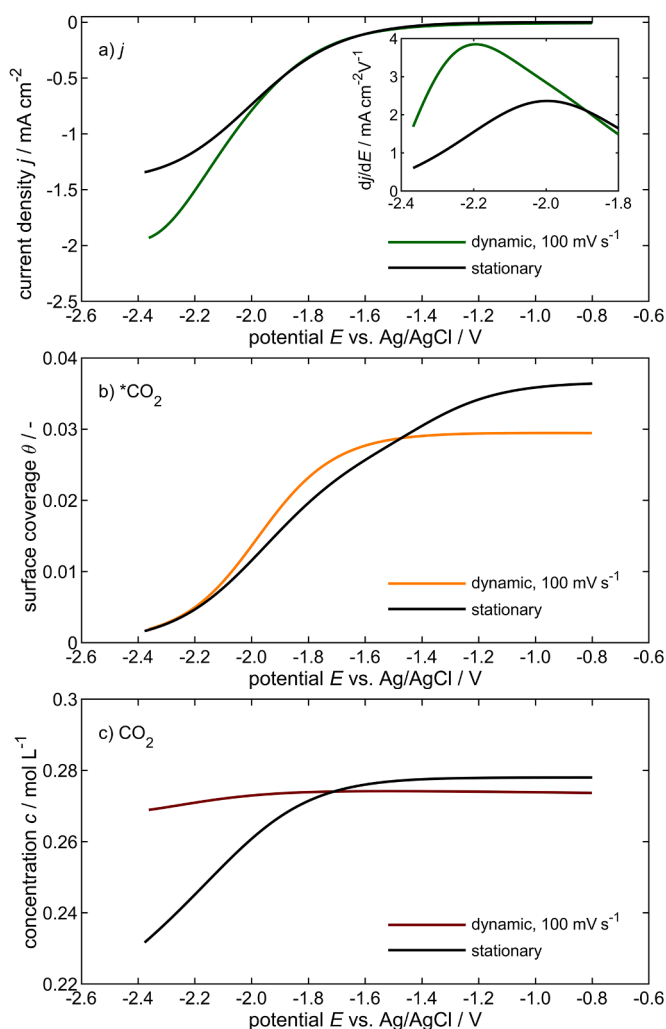 a) j
0
-0.5
-1
-1.5
-2
-2.5
current density j / mA cm⁻²
-2.6 -2.4 -2.2 -2.0 -1.8 -1.6 -1.4 -1.2 -1.0 -0.8 -0.6
potential E vs. Ag/AgCl / V
4
3
2
1
0
dj/dE / mA cm⁻²V⁻¹
-2.4 -2.2 -2.0 -1.8
dynamic, 100 mV s⁻¹
stationary
b) *CO₂
0.04
0.03
0.02
0.01
0
surface coverage θ / -
dynamic, 100 mV s⁻¹
stationary
-2.6 -2.4 -2.2 -2.0 -1.8 -1.6 -1.4 -1.2 -1.0 -0.8 -0.6
potential E vs. Ag/AgCl / V
c) CO₂
0.3
0.28
0.26
0.24
0.22
concentration c / mol L⁻¹
dynamic, 100 mV s⁻¹
stationary
-2.6 -2.4 -2.2 -2.0 -1.8 -1.6 -1.4 -1.2 -1.0 -0.8 -0.6
potential E vs. Ag/AgCl / V